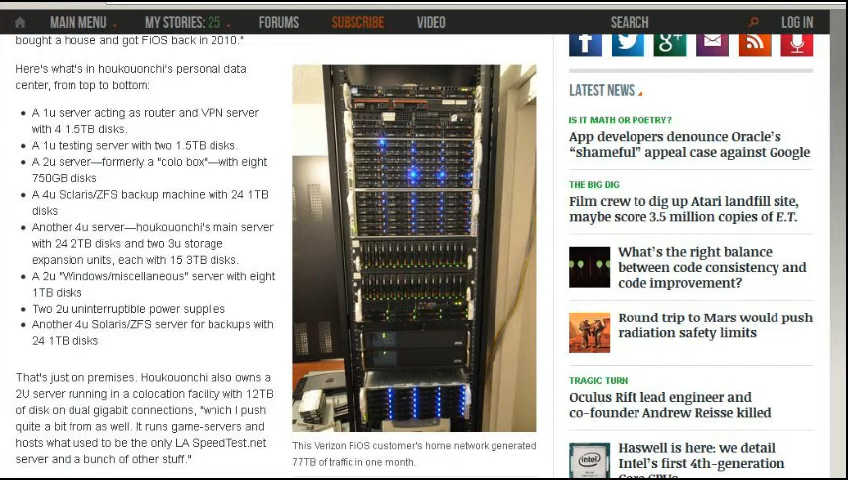 MAIN MENU
MY STORIES: 25
FORUMS
SUBSCRIBE
VIDEO
SEARCH
LOG IN
bought a house and got FiOS back in 2010."
Here's what's in houkouonchi's personal data
center, from top to bottom:
A 1u server acting as router and VPN server
with 4 1.5TB disks.
A 1u testing server with two 1.5TB disks.
A 2u server—formerly a "colo box"—with eight
750GB disks
A 4u Solaris/ZFS backup machine with 24 1TB
disks
Another 4u server—houkouonchi's main server
with 24 2TB disks and two 3u storage
expansion units, each with 15 3TB disks.
A 2u "Windows/miscellaneous" server with eight
1TB disks
Two 2u uninterruptible power supplies
Another 4u Solaris/ZFS server for backups with
24 1TB disks
That's just on premises. Houkouonchi also owns a
2U server running in a colocation facility with 12TB
of disk on dual gigabit connections, "which I push
quite a bit from as well. It runs game-servers and
hosts what used to be the only LA SpeedTest.net
server and a bunch of other stuff."
This Verizon FiOS customer's home network generated
77TB of traffic in one month.
LATEST NEWS
IS IT MATH OR POETRY?
App developers denounce Oracle's
"shameful" appeal case against Google
THE BIG DIG
Film crew to dig up Atari landfill site,
maybe score 3.5 million copies of E.T.
What's the right balance
between code consistency and
code improvement?
Round trip to Mars would push
radiation safety limits
TRAGIC TURN
Oculus Rift lead engineer and
co-founder Andrew Reisse killed
intel
Haswell is here: we detail
Intel's first 4th-generation
Core CPUs